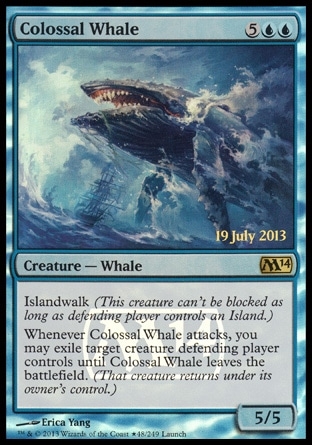 Colossal Whale 5
19 July 2013
Creature — Whale M14
Islandwalk (This creature can't be blocked as
long as defending player controls an Island.)
Whenever Colossal Whale attacks, you
may exile target creature defending player
controls until Colossal Whale leaves the
battlefield. (That creature returns under its
owner's control.)
Erica Yang
™ & © 2013 Wizards of the Coast ★48/249 Launch
5/5